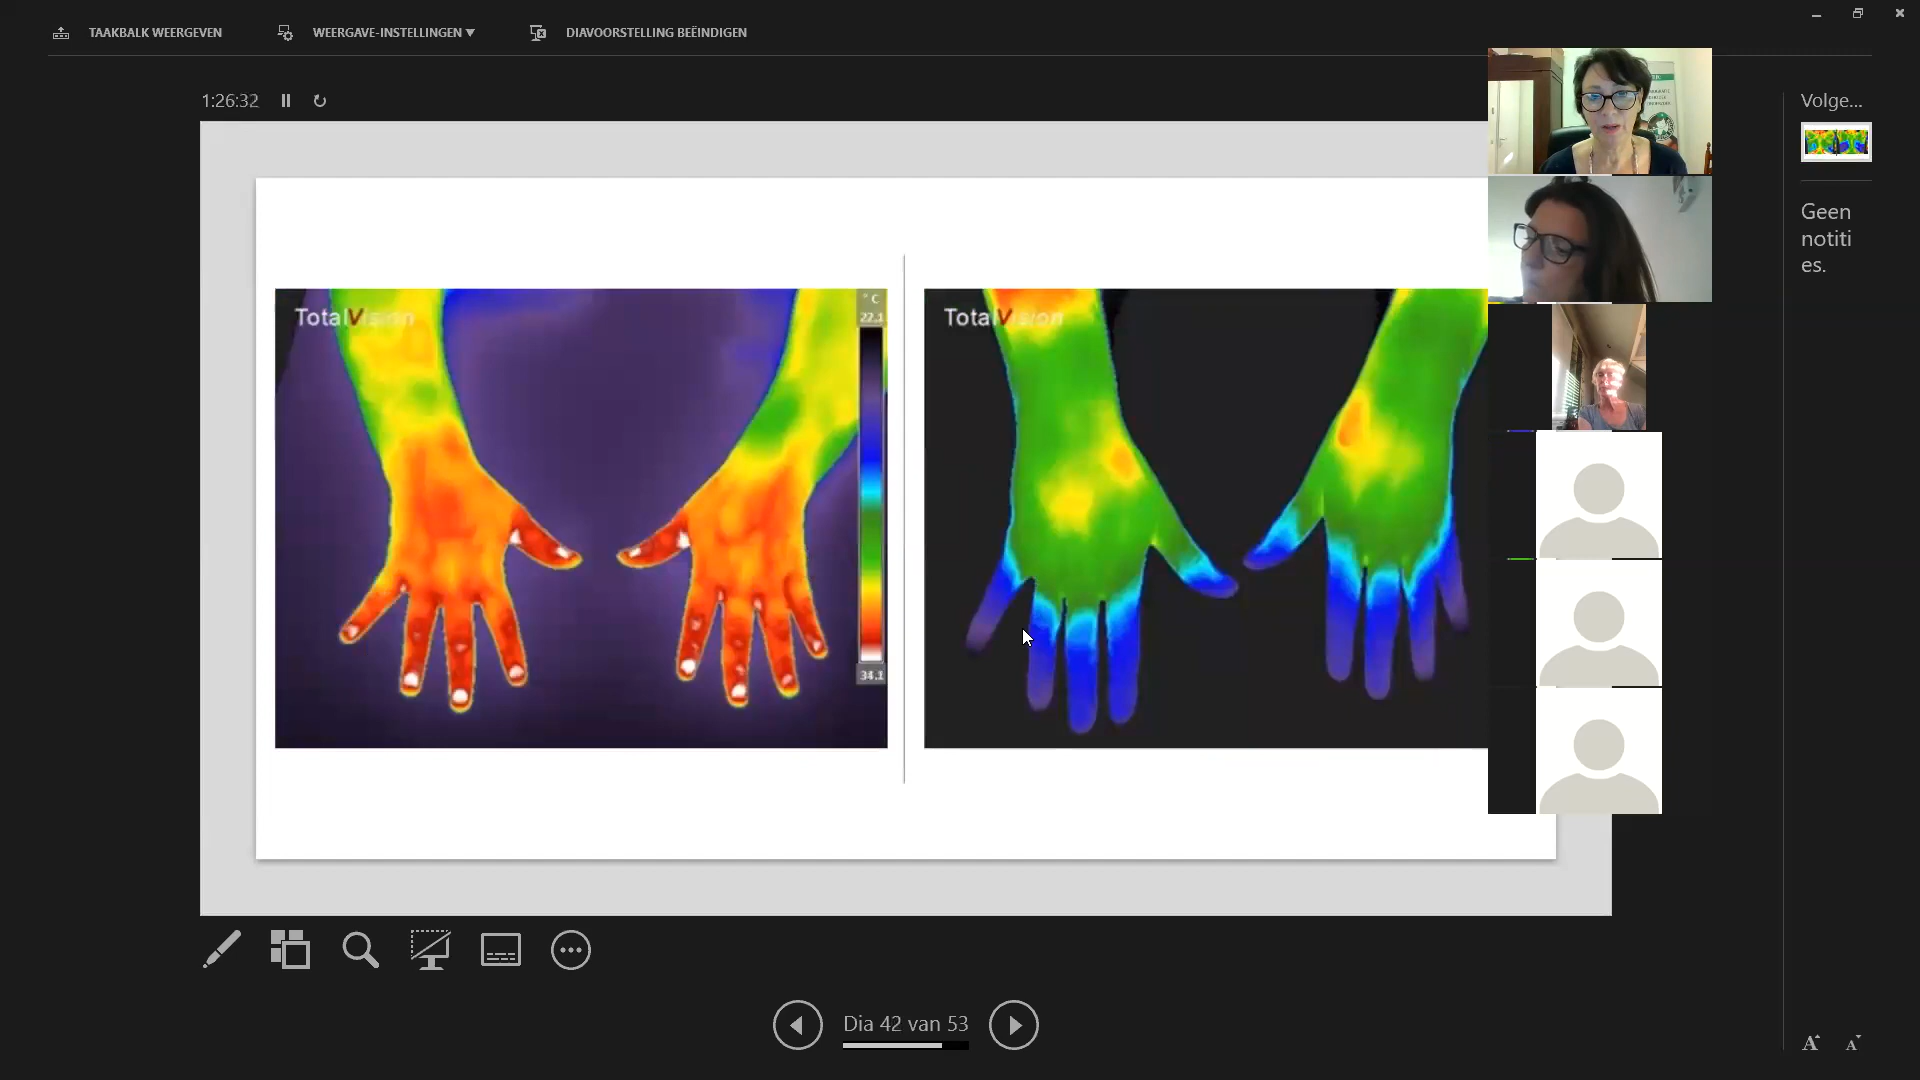 TAAKBALK WEERGEVEN
WEERGAVE-INSTELLINGEN
DIAVOORSTELLING BEËINDIGEN
1:26:32
Volge...
Geen
notiti
es.
TotalVision
°C
22.1
34.1
TotalVision
Dia 42 van 53
A A